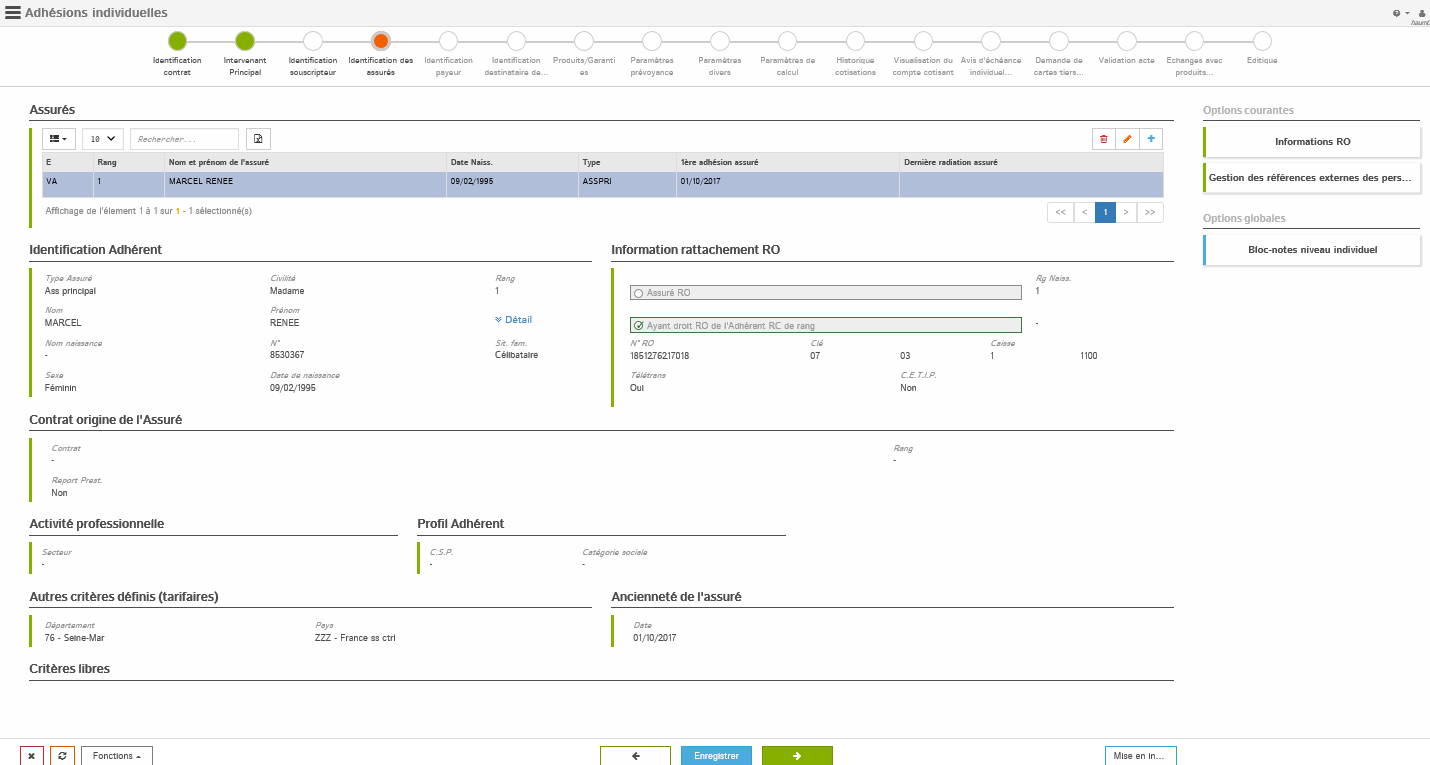 Adhésions individuelles
Identification contrat
Intervenant Principal
Identification souscripteur
Identification des assurés
Identification payeur
Identification destinataire de...
Produits/Garanti es
Paramètres prévoyance
Paramètres divers
Paramètres de calcul
Historique cotisations
Visualisation du compte cotisant
Avis d'échéance individuel...
Demande de cartes tiers...
Validation acte
Echanges avec produits...
Editique
Assurés
10 Rechercher...
E Rang Nom et prénom de l'assuré Date Naiss. Type 1ère adhésion assuré Dernière radiation assuré
VA 1 MARCEL RENEE 09/02/1995 ASSPRI 01/10/2017
Affichage de l'élement 1 à 1 sur 1 - 1 sélectionné(s)
<< < 1 > >>
Options courantes
Informations RO
Gestion des références externes des pers...
Options globales
Bloc-notes niveau individuel
Identification Adhérent
Type Assuré Civilité Rang
Ass principal Madame 1
Nom Prénom
MARCEL RENEE Détail
Nom naissance N° Sit. fam.
- 8530367 Célibataire
Sexe Date de naissance
Féminin 09/02/1995
Information rattachement RO
Rg Naiss.
Assuré RO 1
Ayant droit RO de l'Adhérent RC de rang -
N° RO Clé Caisse
1851276217018 07 03 1 1100
Télétrans C.E.T.I.P.
Oui Non
Contrat origine de l'Assuré
Contrat Rang
- -
Report Prest.
Non
Activité professionnelle
Secteur
-
Profil Adhérent
C.S.P. Catégorie sociale
- -
Autres critères définis (tarifaires)
Département Pays
76 - Seine-Mar ZZZ - France ss ctrl
Ancienneté de l'assuré
Date
01/10/2017
Critères libres
Fonctions
Enregistrer
Mise en in...